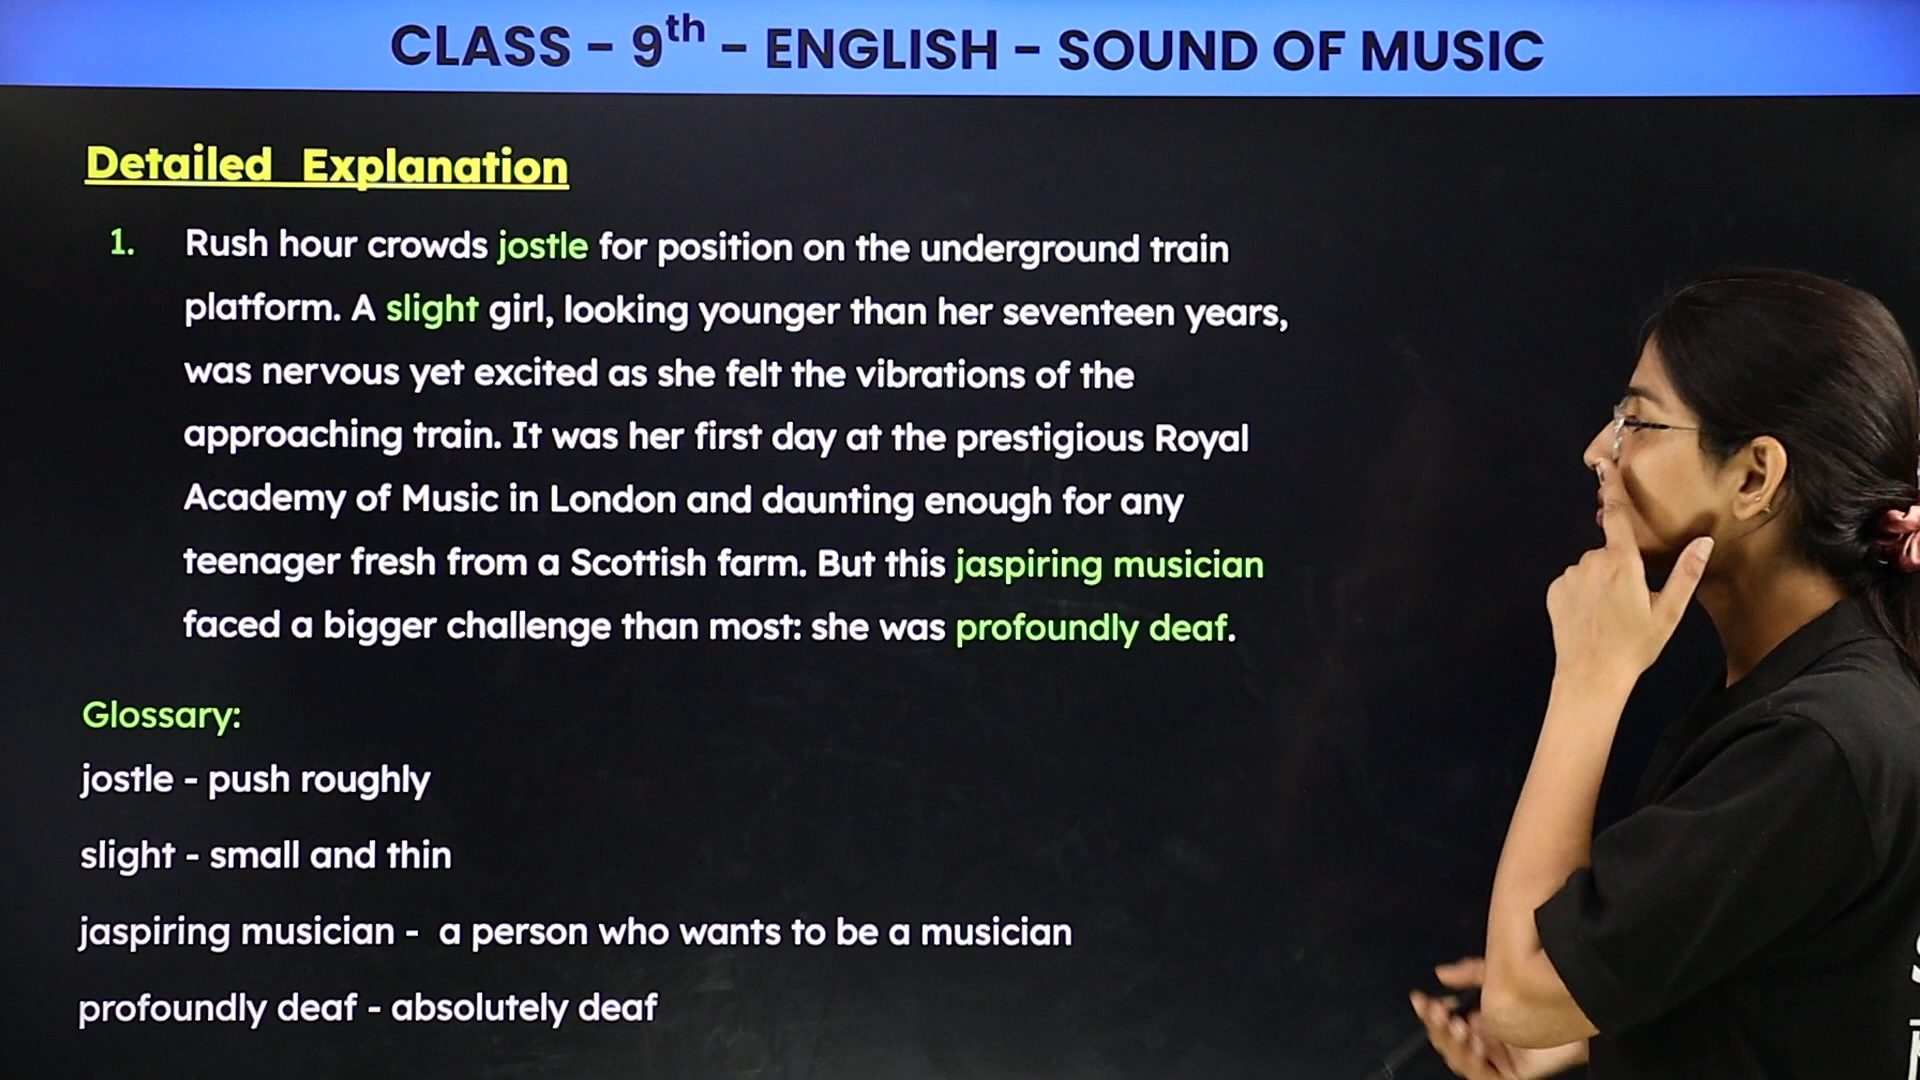 CLASS - 9th - ENGLISH - SOUND OF MUSIC
Detailed Explanation
1. Rush hour crowds jostle for position on the underground train
platform. A slight girl, looking younger than her seventeen years,
was nervous yet excited as she felt the vibrations of the
approaching train. It was her first day at the prestigious Royal
Academy of Music in London and daunting enough for any
teenager fresh from a Scottish farm. But this jaspiring musician
faced a bigger challenge than most: she was profoundly deaf.
Glossary:
jostle - push roughly
slight - small and thin
jaspiring musician - a person who wants to be a musician
profoundly deaf - absolutely deaf